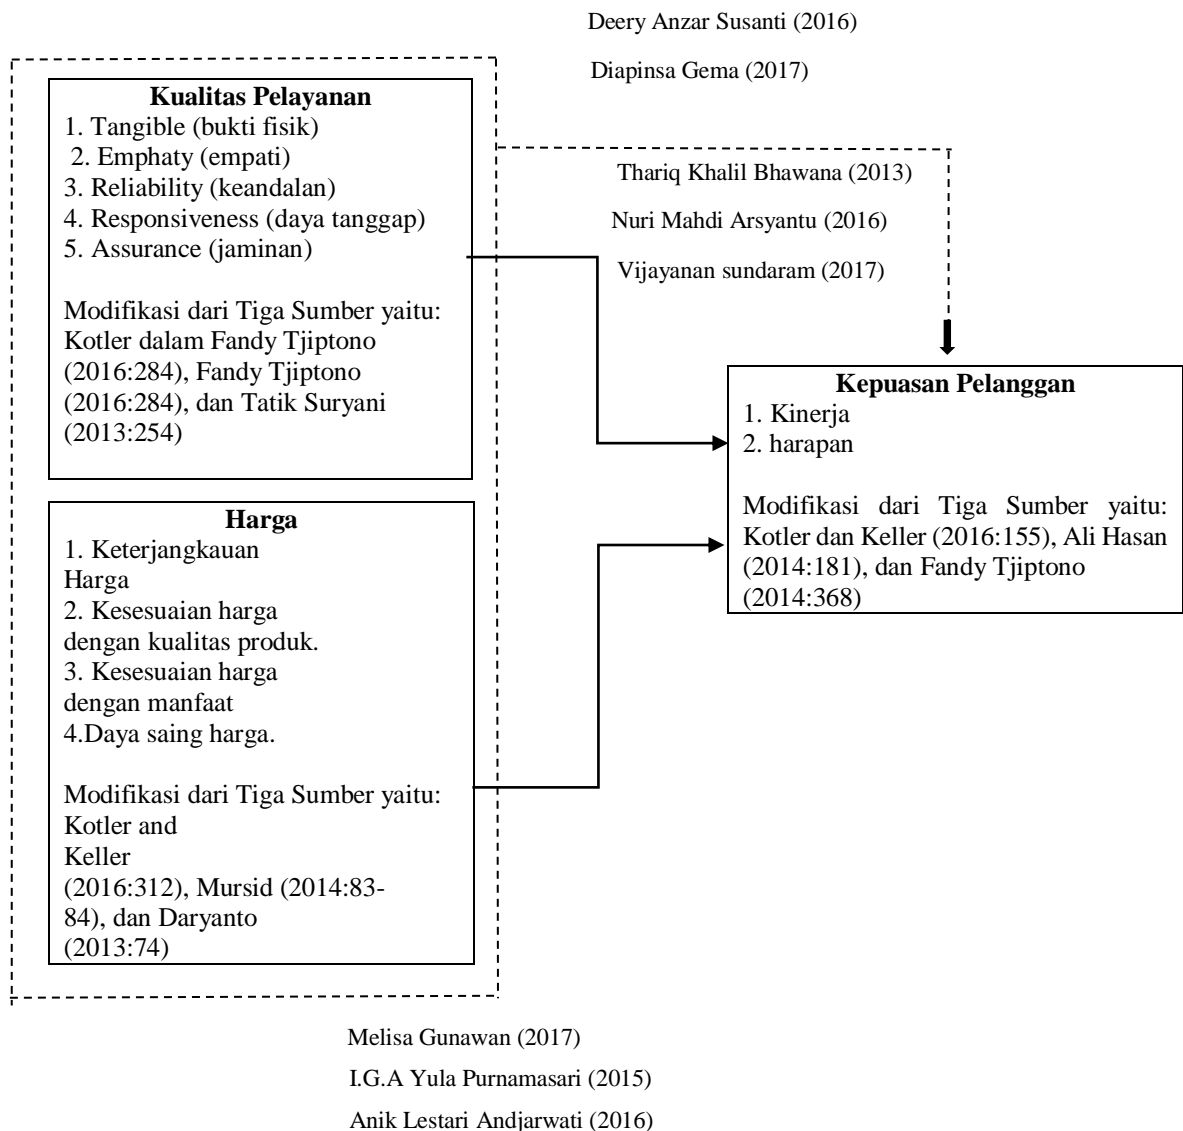 Deery Anzar Susanti (2016)
Diapinsa Gema (2017)
Kualitas Pelayanan
1. Tangible (bukti fisik)
2. Emphaty (empati)
3. Reliability (keandalan)
4. Responsiveness (daya tanggap)
5. Assurance (jaminan)
Modifikasi dari Tiga Sumber yaitu:
Kotler dalam Fandy Tjiptono
(2016:284), Fandy Tjiptono
(2016:284), dan Tatik Suryani
(2013:254)
Thariq Khalil Bhawana (2013)
Nuri Mahdi Arsyantu (2016)
Vijayanan sundaram (2017)
Kepuasan Pelanggan
1. Kinerja
2. harapan
Modifikasi dari Tiga Sumber yaitu:
Kotler dan Keller (2016:155), Ali Hasan
(2014:181), dan Fandy Tjiptono
(2014:368)
Harga
1. Keterjangkauan
Harga
2. Kesesuaian harga
dengan kualitas produk.
3. Kesesuaian harga
dengan manfaat
4.Daya saing harga.
Modifikasi dari Tiga Sumber yaitu:
Kotler and
Keller
(2016:312), Mursid (2014:83-
84), dan Daryanto
(2013:74)
Melisa Gunawan (2017)
I.G.A Yula Purnamasari (2015)
Anik Lestari Andjarwati (2016)